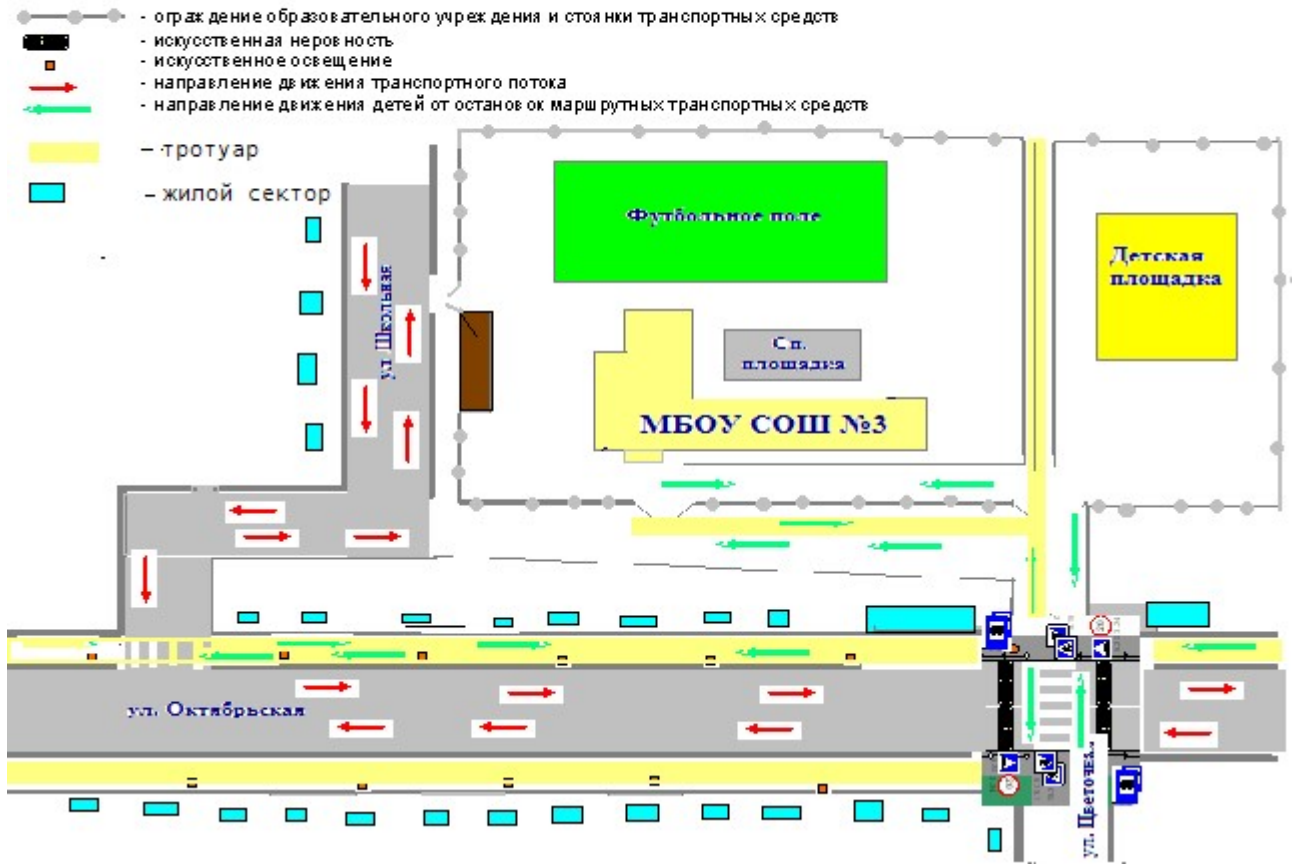 - ограждение образовательного учреждения и стоянки транспортных средств
- искусственная неровность
- искусственное освещение
- направление движения транспортного потока
- направление движения детей от остановок маршрутных транспортных средств
– тротуар
– жилой сектор
Футбольное поле
Детская
площадка
ул. Школьная
Сп.
площадка
МБОУ СОШ №3
ул. Октябрьская
ул. Цветочная